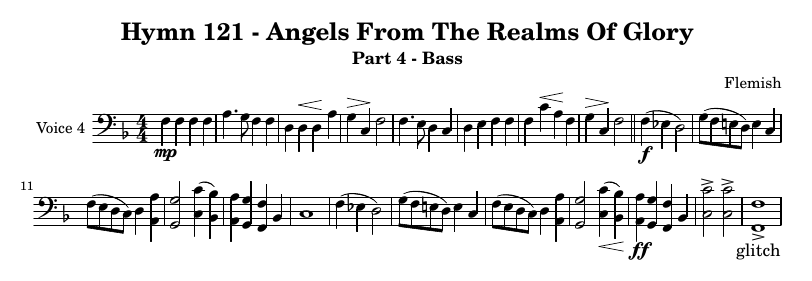 Hymn 121 - Angels From The Realms Of Glory
Part 4 - Bass
Flemish
Voice 4
4
4
mp
f
11
ff
glitch